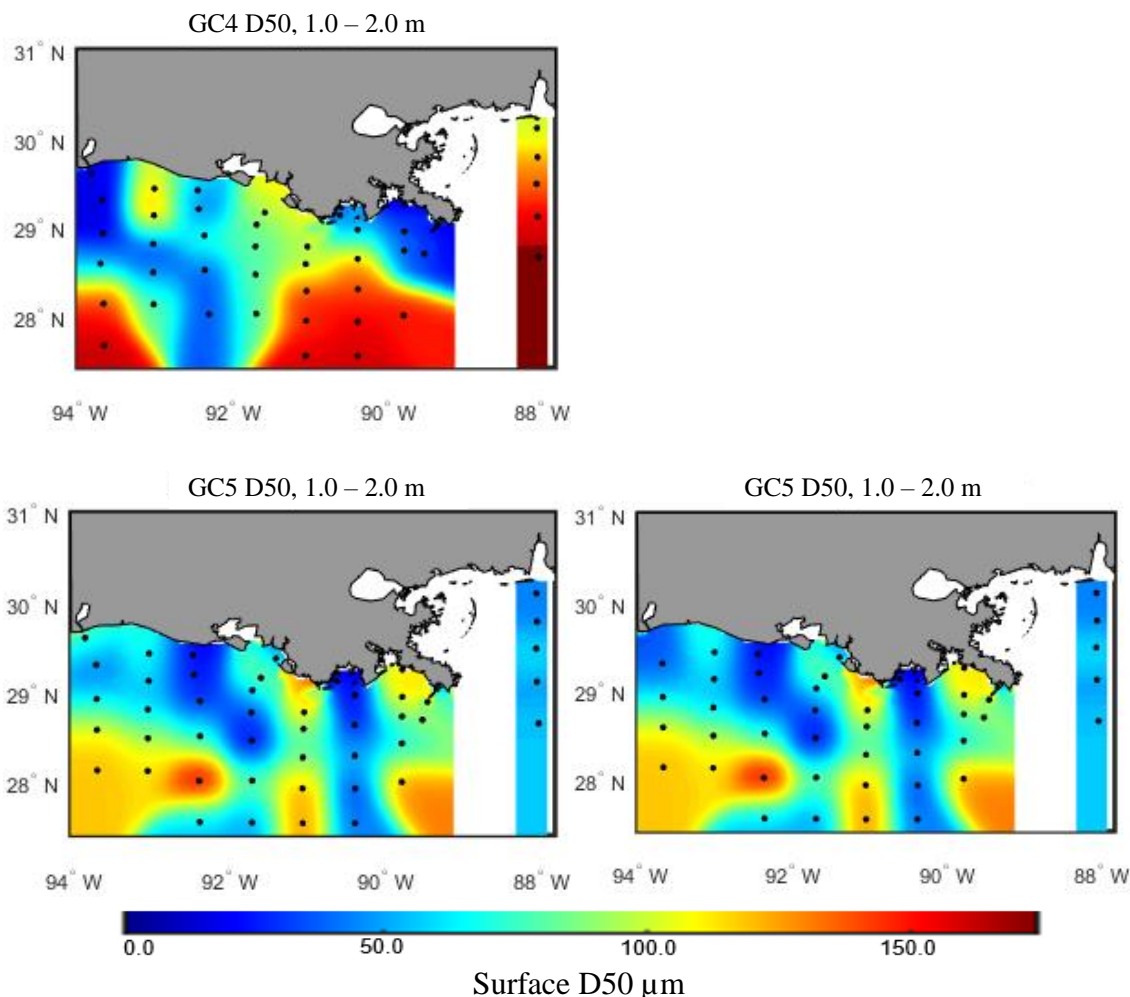 GC4 D50, 1.0 – 2.0 m
31° N
30° N
29° N
28° N
94° W 92° W 90° W 88° W
GC5 D50, 1.0 – 2.0 m GC5 D50, 1.0 – 2.0 m
31° N 31° N
30° N 30° N
29° N 29° N
28° N 28° N
94° W 92° W 90° W 88° W 94° W 92° W 90° W 88° W
0.0 50.0 100.0 150.0
Surface D50 µm